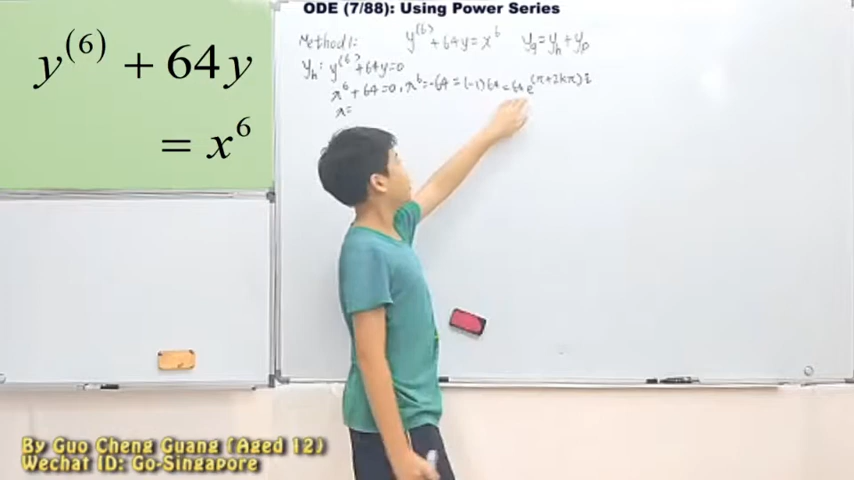 ODE (7/88): Using Power Series
y^(6) + 64y
= x^6
Method 1: y^(6) + 64y = x^6 y_g = y_h + y_p
y_h: y^(6) + 64y = 0
r^6 + 64 = 0, r^6 = -64 = (-1)64 = 64e^(π+2kπ)i
r =
By Guo Cheng Guang (Aged 12)
Wechat ID: Go-Singapore